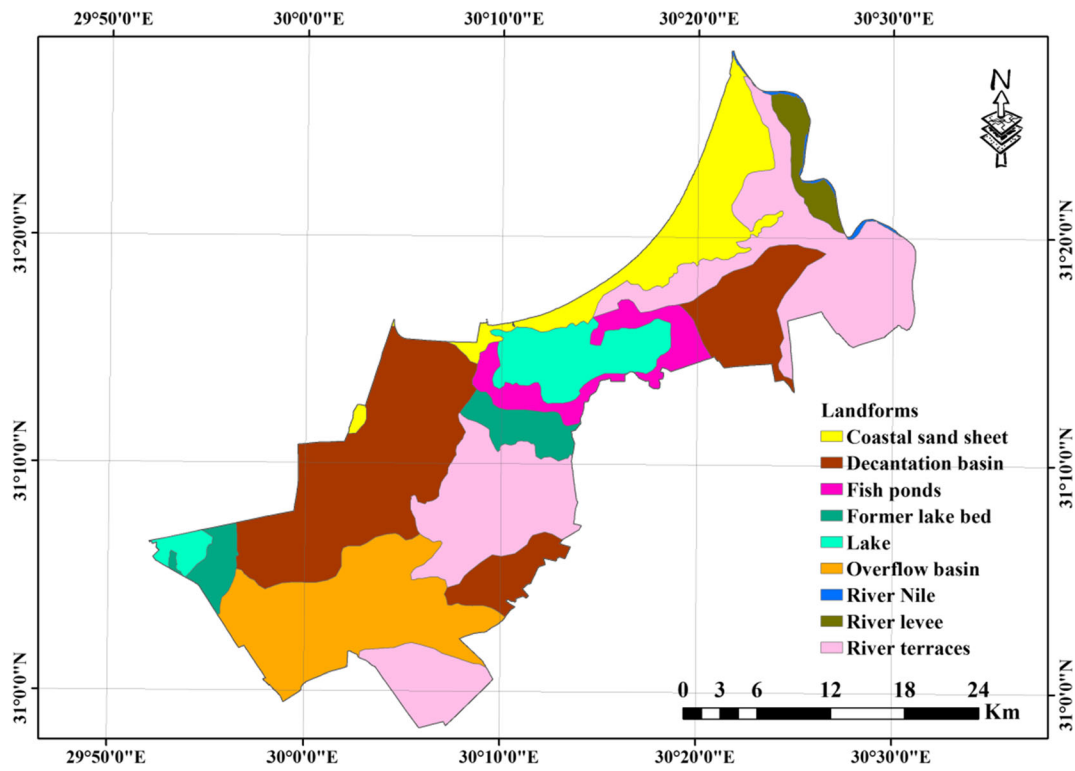 29°50'0"E 30°0'0"E 30°10'0"E 30°20'0"E 30°30'0"E
N
31°20'0"N 31°20'0"N
Landforms
Coastal sand sheet
Decantation basin
Fish ponds
Former lake bed
Lake
Overflow basin
River Nile
River levee
River terraces
31°10'0"N 31°10'0"N
0 3 6 12 18 24
Km
31°0'0"N 31°0'0"N
29°50'0"E 30°0'0"E 30°10'0"E 30°20'0"E 30°30'0"E